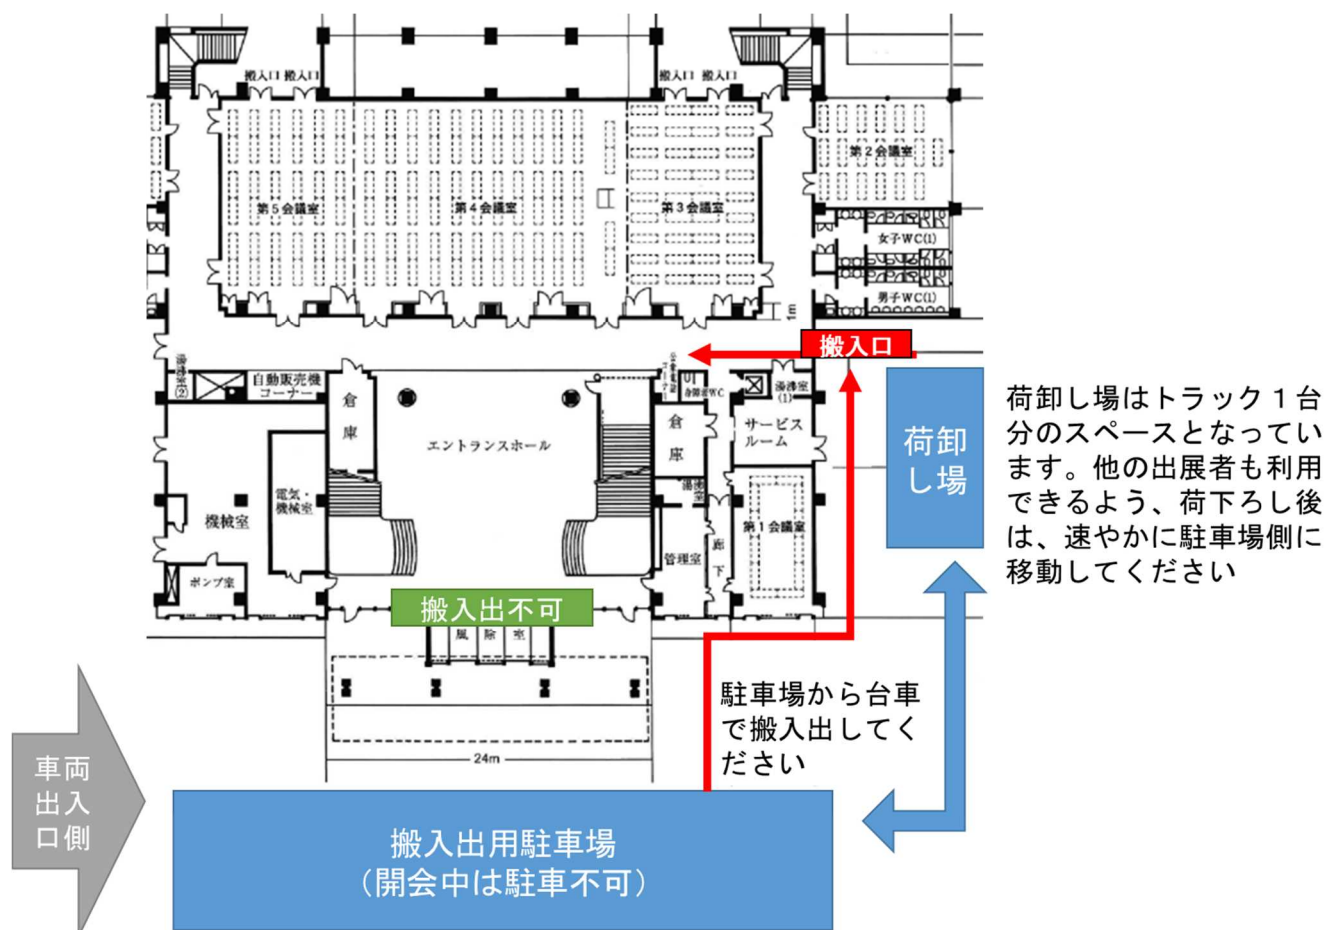 搬入口 搬入口
搬入口 搬入口
第5会議室
第4会議室
第3会議室
第2会議室
女子WC(1)
男子WC(1)
1m
搬入口
湯沸室(2)
自動販売機
コーナー
倉庫
エントランスホール
身障者WC
倉庫
湯沸室
(1)
サービス
ルーム
荷卸
し場
荷卸し場はトラック1台
分のスペースとなってい
ます。他の出展者も利用
できるよう、荷下ろし後
は、速やかに駐車場側に
移動してください
機械室
電気・
機械室
ポンプ室
湯沸室
管理室
廊下
第1会議室
搬入出不可
風除室
駐車場から台車
で搬入出してく
ださい
24m
車両
出入
口側
搬入出用駐車場
(開会中は駐車不可)